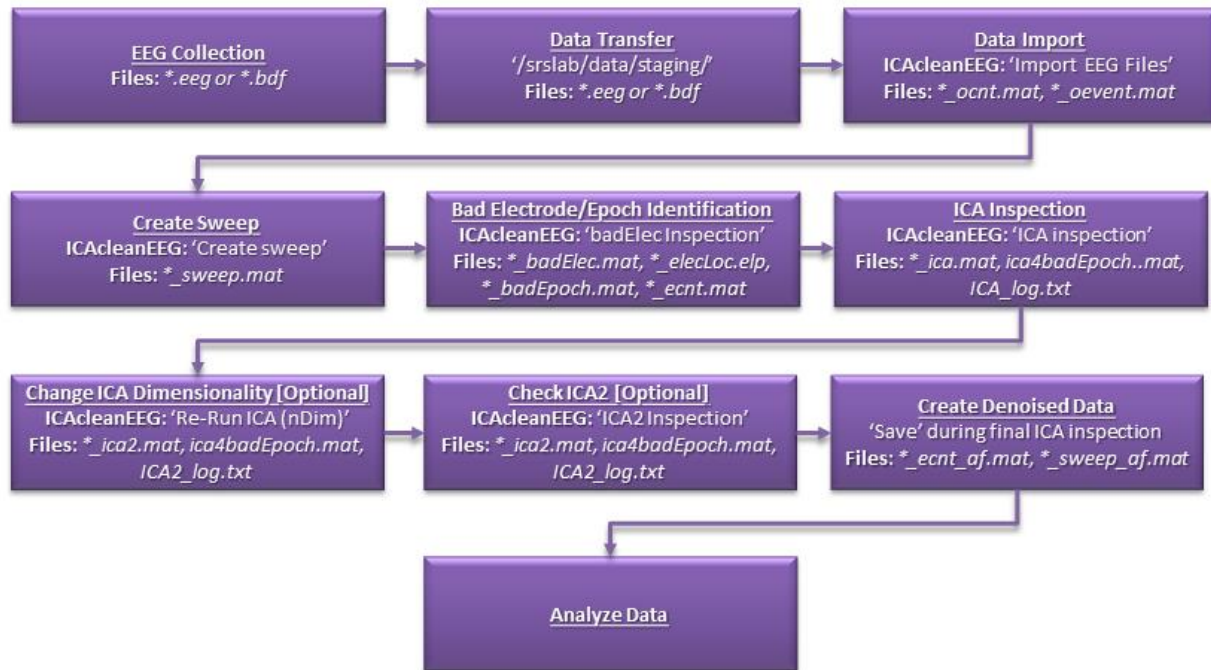 EEG Collection
Files: *.eeg or *.bdf
Data Transfer
‘/srslab/data/staging/’
Files: *.eeg or *.bdf
Data Import
ICAcleanEEG: ‘Import EEG Files’
Files: *_ocnt.mat, *_oevent.mat
Create Sweep
ICAcleanEEG: ‘Create sweep’
Files: *_sweep.mat
Bad Electrode/Epoch Identification
ICAcleanEEG: ‘badElec Inspection’
Files: *_badElec.mat, *_elecLoc.elp,
*_badEpoch.mat, *_ecnt.mat
ICA Inspection
ICAcleanEEG: ‘ICA inspection’
Files: *_ica.mat, ica4badEpoch..mat,
ICA_log.txt
Change ICA Dimensionality [Optional]
ICAcleanEEG: ‘Re-Run ICA (nDim)’
Files: *_ica2.mat, ica4badEpoch.mat,
ICA2_log.txt
Check ICA2 [Optional]
ICAcleanEEG: ‘ICA2 Inspection’
Files: *_ica2.mat, ica4badEpoch.mat,
ICA2_log.txt
Create Denoised Data
‘Save’ during final ICA inspection
Files: *_ecnt_af.mat, *_sweep_af.mat
Analyze Data